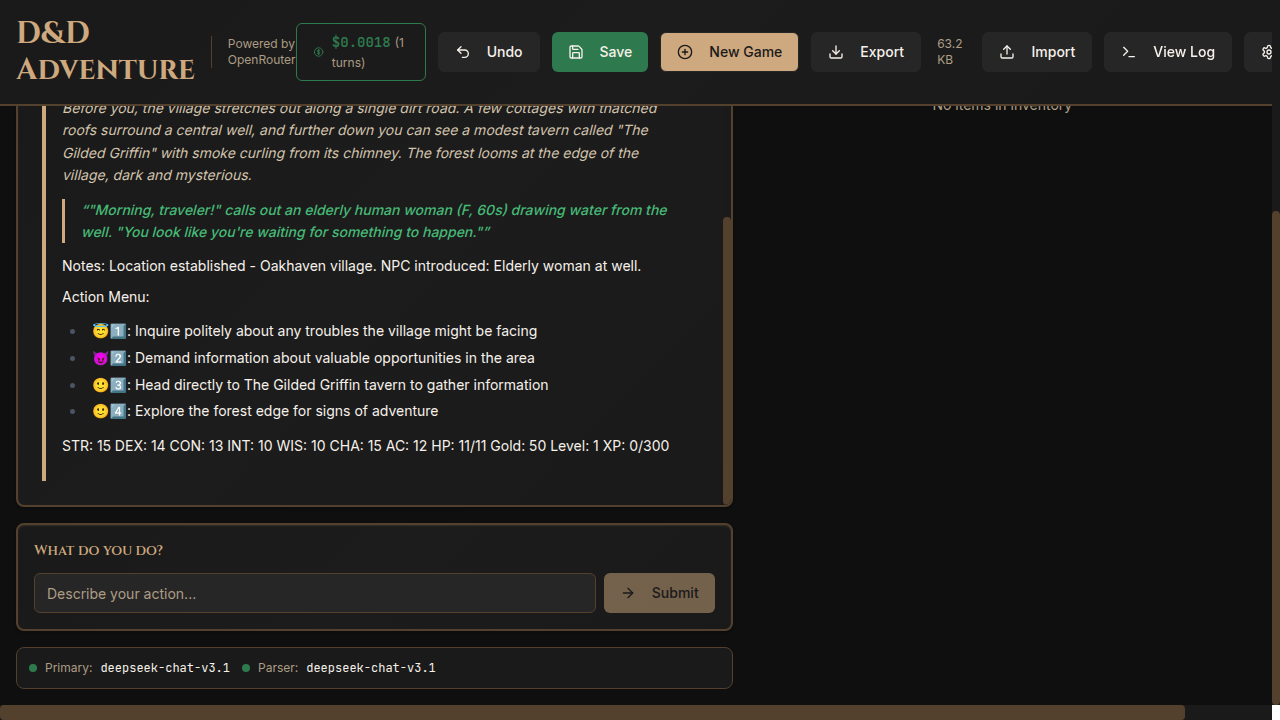 D&D
ADVENTURE
Powered by
OpenRouter
$0.0018 (1
turns)
Undo
Save
New Game
Export
63.2
KB
Import
View Log
No items in inventory
Before you, the village stretches out along a single dirt road. A few cottages with thatched
roofs surround a central well, and further down you can see a modest tavern called "The
Gilded Griffin" with smoke curling from its chimney. The forest looms at the edge of the
village, dark and mysterious.
“"Morning, traveler!" calls out an elderly human woman (F, 60s) drawing water from the
well. "You look like you're waiting for something to happen."”
Notes: Location established - Oakhaven village. NPC introduced: Elderly woman at well.
Action Menu:
😇1️⃣: Inquire politely about any troubles the village might be facing
😈2️⃣: Demand information about valuable opportunities in the area
🙂3️⃣: Head directly to The Gilded Griffin tavern to gather information
🙂4️⃣: Explore the forest edge for signs of adventure
STR: 15 DEX: 14 CON: 13 INT: 10 WIS: 10 CHA: 15 AC: 12 HP: 11/11 Gold: 50 Level: 1 XP: 0/300
WHAT DO YOU DO?
Describe your action...
Submit
Primary: deepseek-chat-v3.1 Parser: deepseek-chat-v3.1